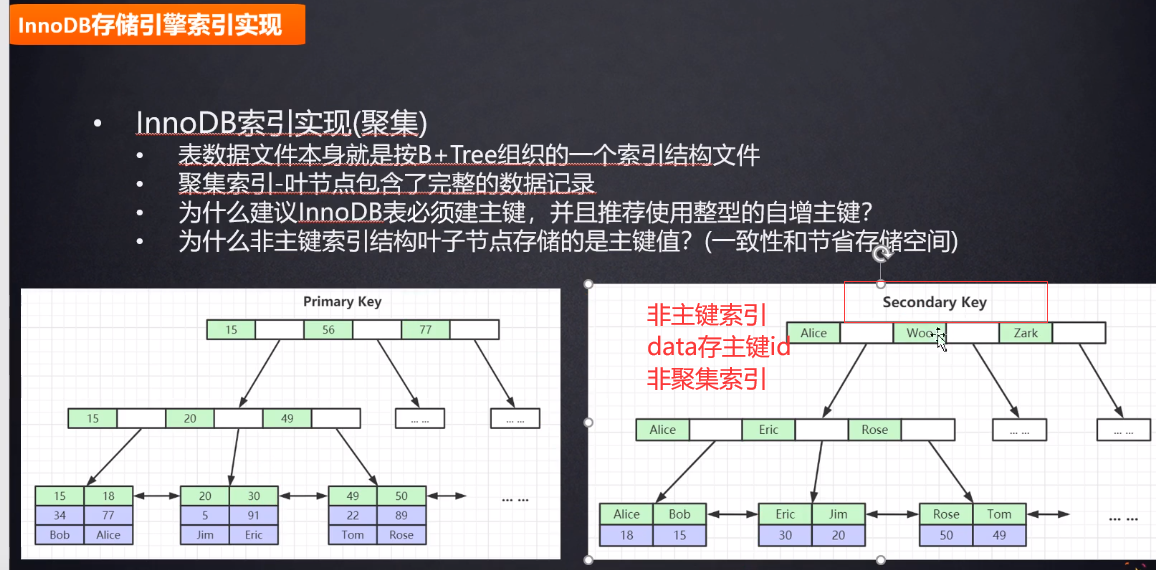 InnoDB存储引擎索引实现
• InnoDB索引实现(聚集)
• 表数据文件本身就是按B+Tree组织的一个索引结构文件
• 聚集索引-叶节点包含了完整的数据记录
• 为什么建议InnoDB表必须建主键，并且推荐使用整型的自增主键？
• 为什么非主键索引结构叶子节点存储的是主键值？(一致性和节省存储空间)
Primary Key
15 56 77
15 20 49 ... ... ... ...
15 18 20 30 49 50 ... ...
34 77 5 91 22 89
Bob Alice Jim Eric Tom Rose
Secondary Key
非主键索引
data存主键id
非聚集索引
Alice Zark
Alice Eric Rose ... ... ... ...
Alice Bob Eric Jim Rose Tom ... ...
18 15 30 20 50 49